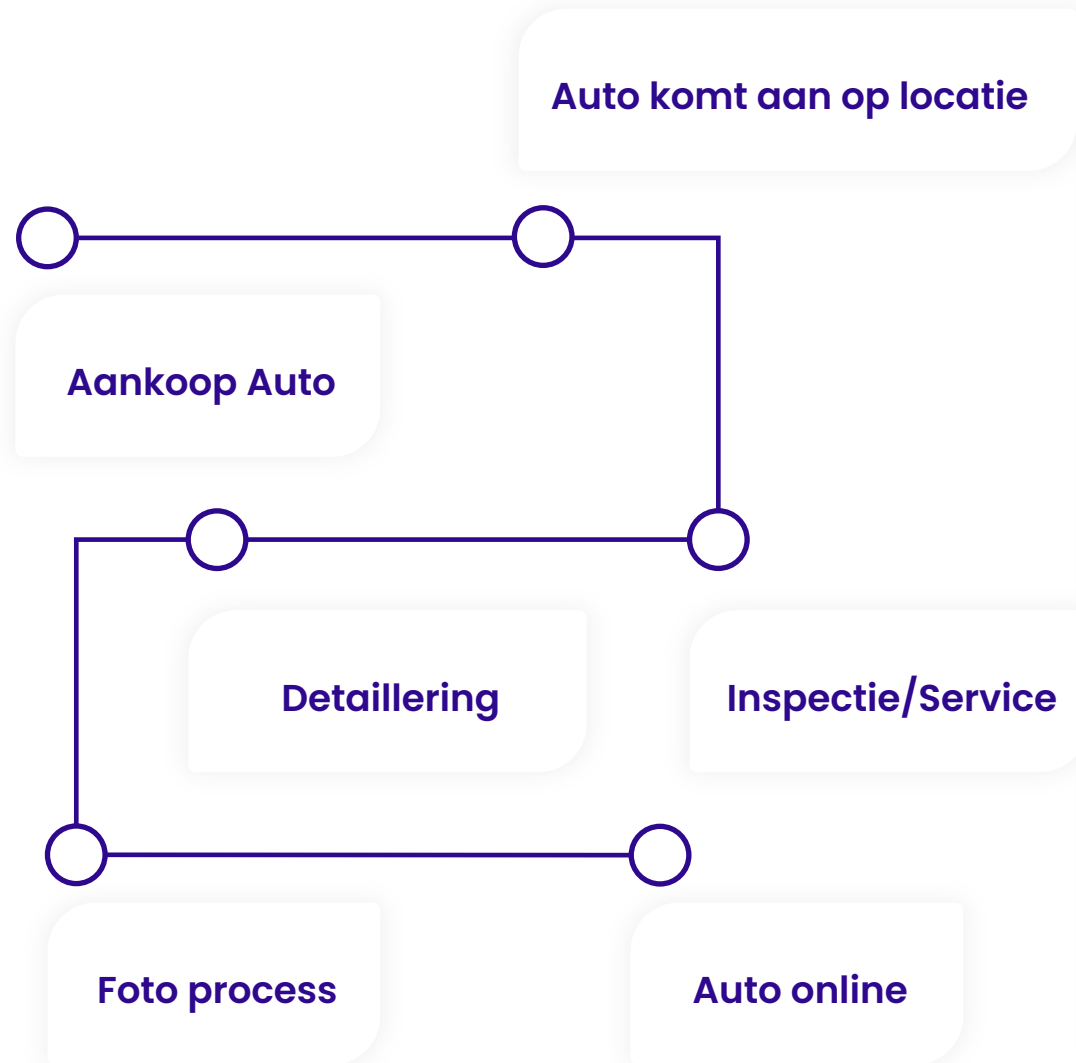 Auto komt aan op locatie
Aankoop Auto
Detaillering
Inspectie/Service
Foto process
Auto online